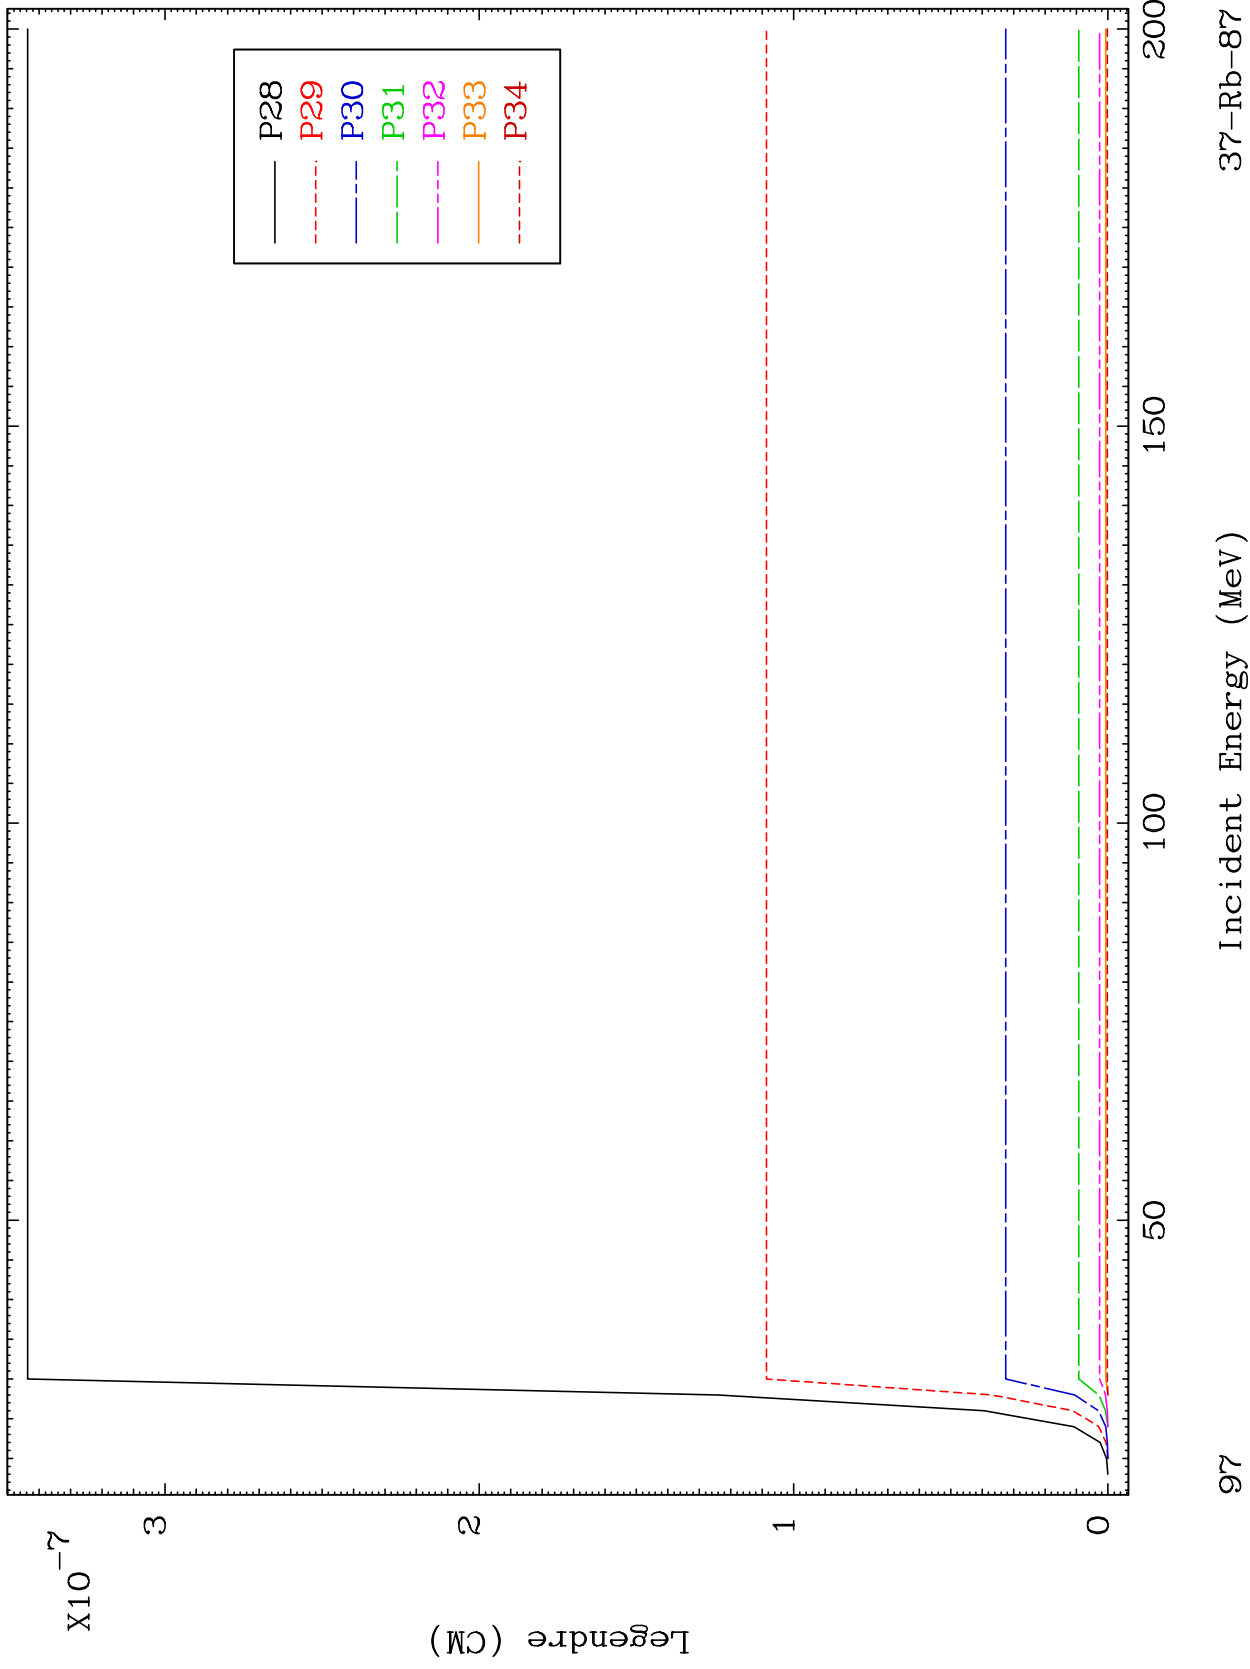 X10-7
3
2
1
0
Legendre (CM)
P28
P29
P30
P31
P32
P33
P34
50
100
150
200
Incident Energy (MeV)
97
37-Rb-87